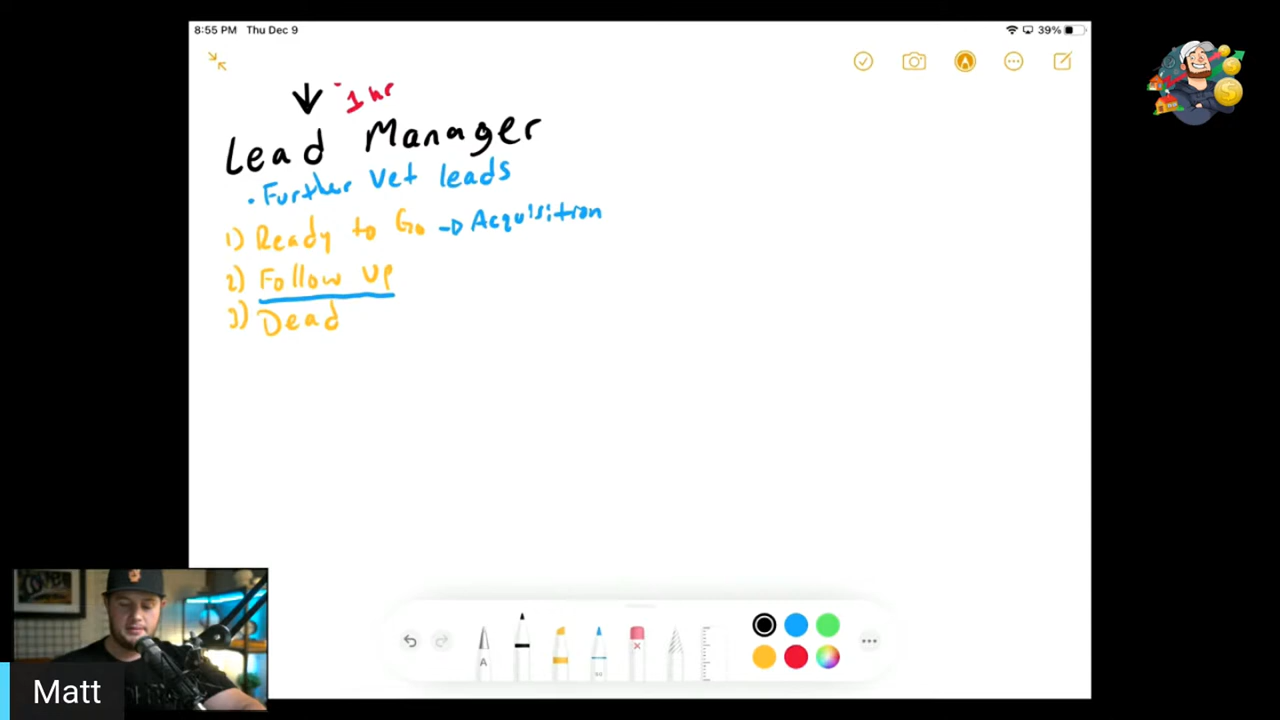 8:55 PM Thu Dec 9
39%
1 hr
Lead Manager
• Further Vet leads
1) Ready to Go → Acquisition
2) Follow Up
3) Dead
A
Matt